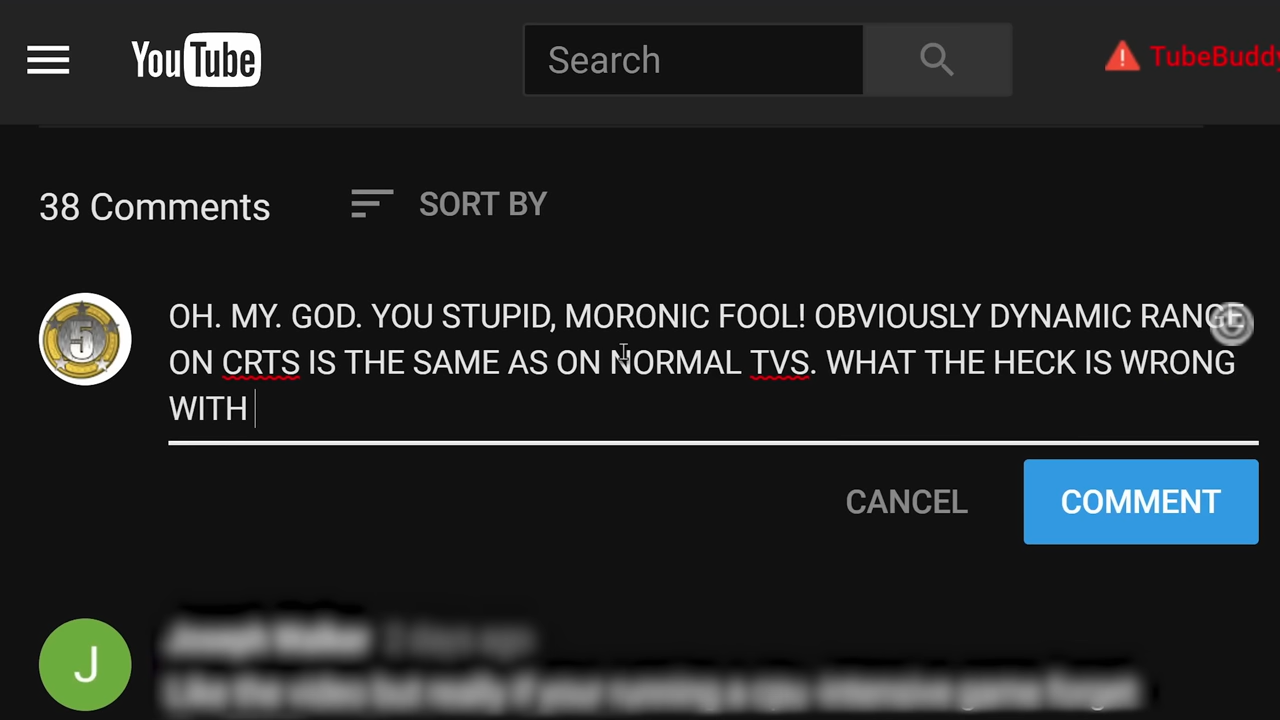 YouTube
Search
TubeBuddy
38 Comments
SORT BY
5
OH. MY. GOD. YOU STUPID, MORONIC FOOL! OBVIOUSLY DYNAMIC RANGE
ON CRTS IS THE SAME AS ON NORMAL TVS. WHAT THE HECK IS WRONG
WITH
CANCEL
COMMENT
J